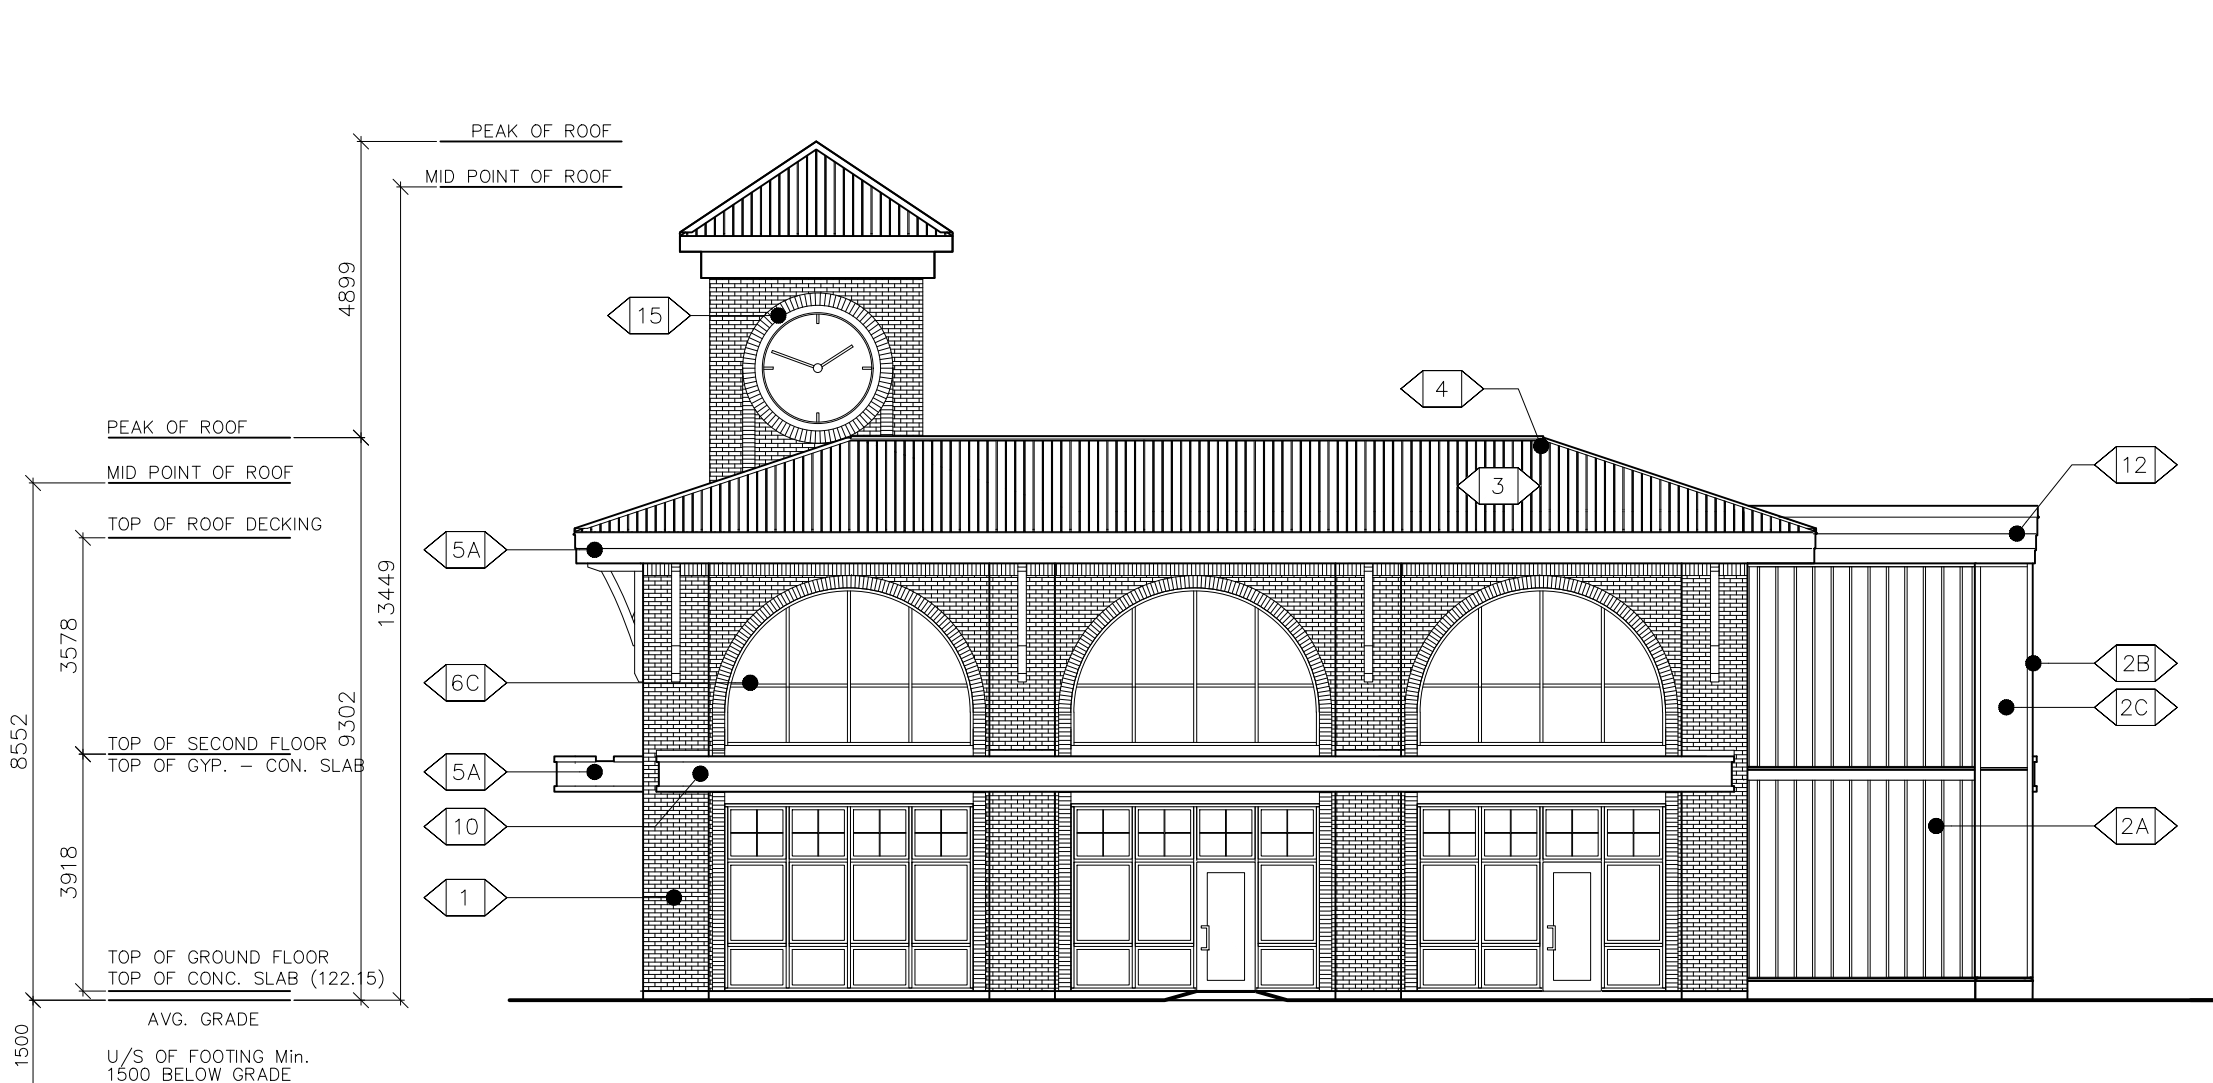 PEAK OF ROOF
MID POINT OF ROOF
4899
15
4
PEAK OF ROOF
12
MID POINT OF ROOF
3
TOP OF ROOF DECKING
5A
13449
3578
2B
6C
2C
9302
8552
TOP OF SECOND FLOOR
TOP OF GYP. – CON. SLAB
5A
10
2A
3918
1
TOP OF GROUND FLOOR
TOP OF CONC. SLAB (122.15)
AVG. GRADE
1500
U/S OF FOOTING Min.
1500 BELOW GRADE